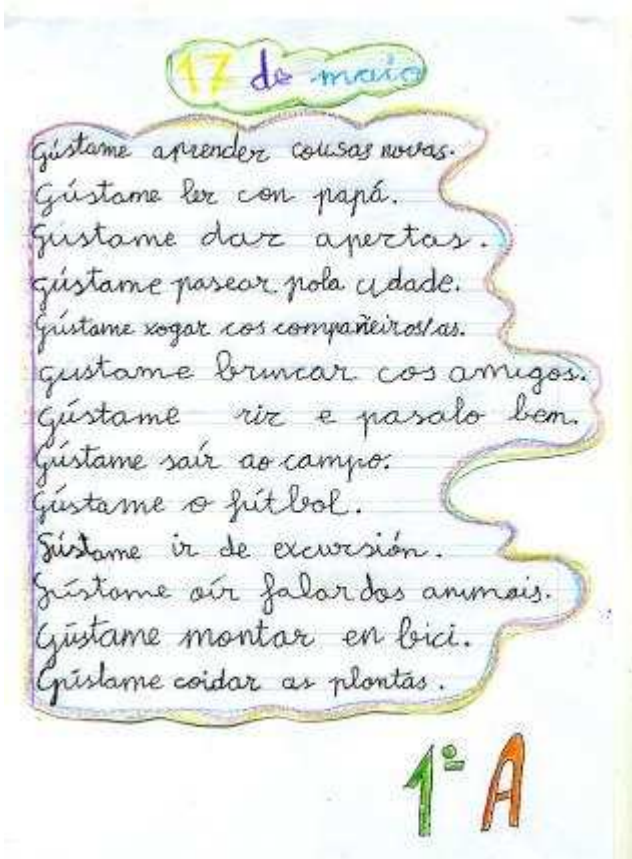 17 de maio
Gústame aprender cousas novas.
Gústame ler con papá.
Gústame dar apertas.
Gústame pasear pola cidade.
Gústame xogar cos compañeiros/as.
Gustame brincar cos amigos.
Gústame rir e pasalo bem.
Gústame saír ao campo.
Gústame o fútbol.
Gústame ir de excursión.
Gústame oír falar dos animais.
Gústame montar en bici.
Gústame coidar as plantas.
1º A